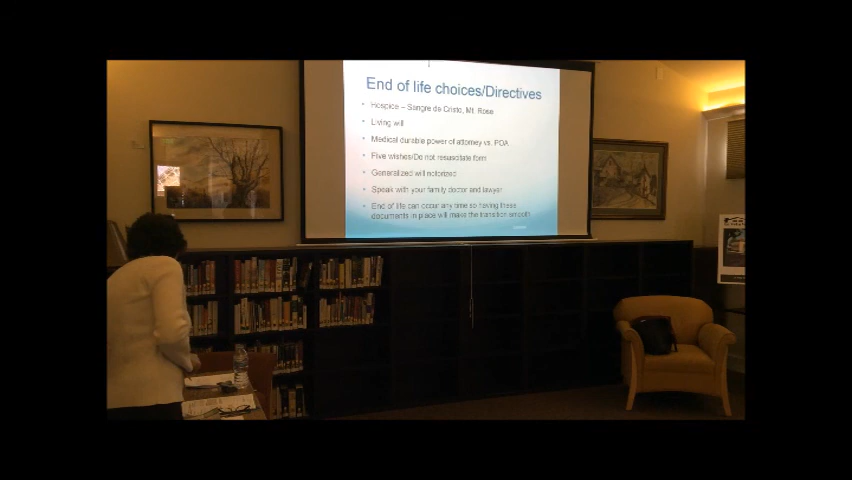 End of life choices/Directives
• Hospice – Sangre de Cristo, Mt. Rose
• Living will
• Medical durable power of attorney vs. POA
• Five wishes/Do not resuscitate form
• Generalized will notorized
• Speak with your family doctor and lawyer
• End of life can occur any time so having these
documents in place will make the transition smooth